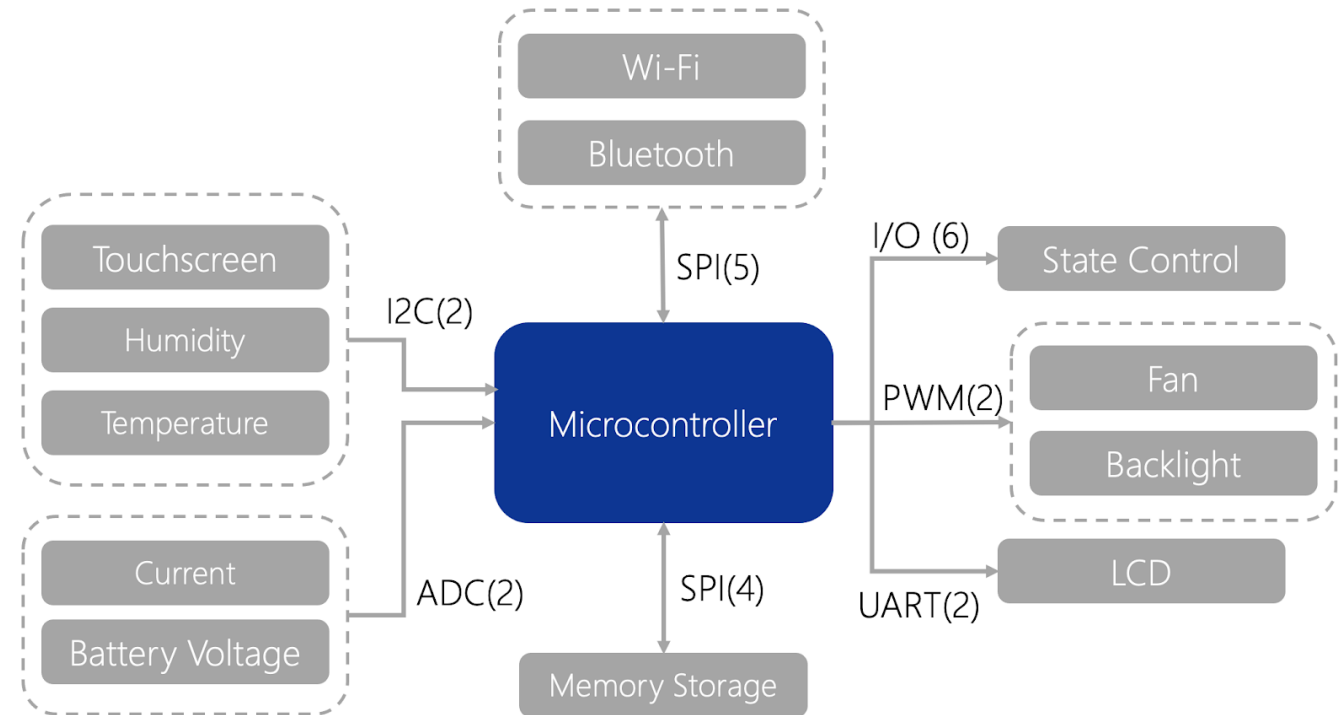 Wi-Fi
Bluetooth
SPI(5)
Touchscreen
Humidity
Temperature
I2C(2)
Current
Battery Voltage
ADC(2)
Microcontroller
SPI(4)
Memory Storage
I/O (6)
State Control
PWM(2)
Fan
Backlight
UART(2)
LCD